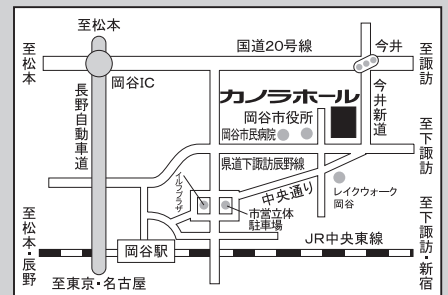 至松本
国道20号線
今井
至松本
至諏訪
岡谷IC
長野自動車道
カノラホール
今井新道
岡谷市役所
岡谷市民病院
至下諏訪
県道下諏訪辰野線
イルフプラザ
中央通り
レイクウォーク
岡谷
市営立体
駐車場
至下諏訪・新宿
至松本・辰野
岡谷駅
JR中央東線
至東京・名古屋